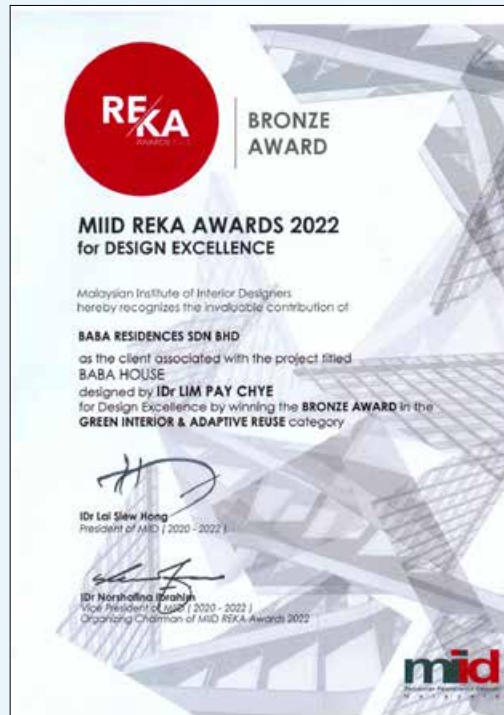 REKA
BRONZE
AWARD
MIID REKA AWARDS 2022
for DESIGN EXCELLENCE
Malaysian Institute of Interior Designers
hereby recognizes the invaluable contribution of
BABA RESIDENCES SDN BHD
as the client associated with the project titled
BABA HOUSE
designed by IDr LIM PAY CHYE
for Design Excellence by winning the BRONZE AWARD in the
GREEN INTERIOR & ADAPTIVE REUSE category
IDr Lai Siew Hong
President of MIID ( 2020 - 2022 )
IDr Norshafina Ibrahim
Vice President of MIID ( 2020 - 2022 )
Organizing Chairman of MIID REKA Awards 2022
miid